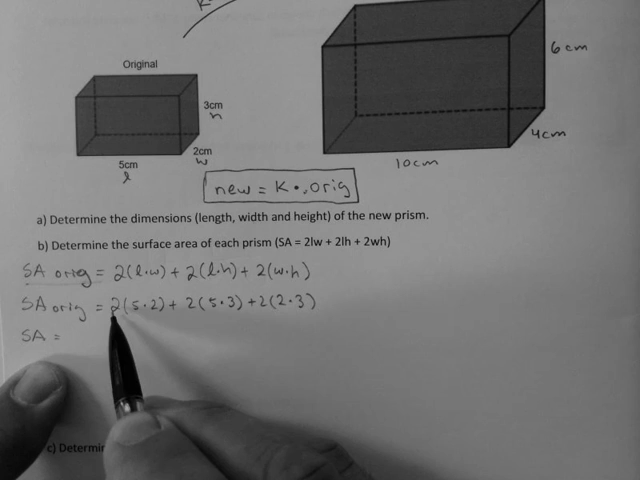 K
Original
3cm
h
6cm
2cm
w
4cm
5cm
l
10cm
new = K • orig
a) Determine the dimensions (length, width and height) of the new prism.
b) Determine the surface area of each prism (SA = 2lw + 2lh + 2wh)
SA orig = 2(l·w) + 2(l·h) + 2(w·h)
SA orig = 2(5·2) + 2(5·3) + 2(2·3)
SA =
c) Determin